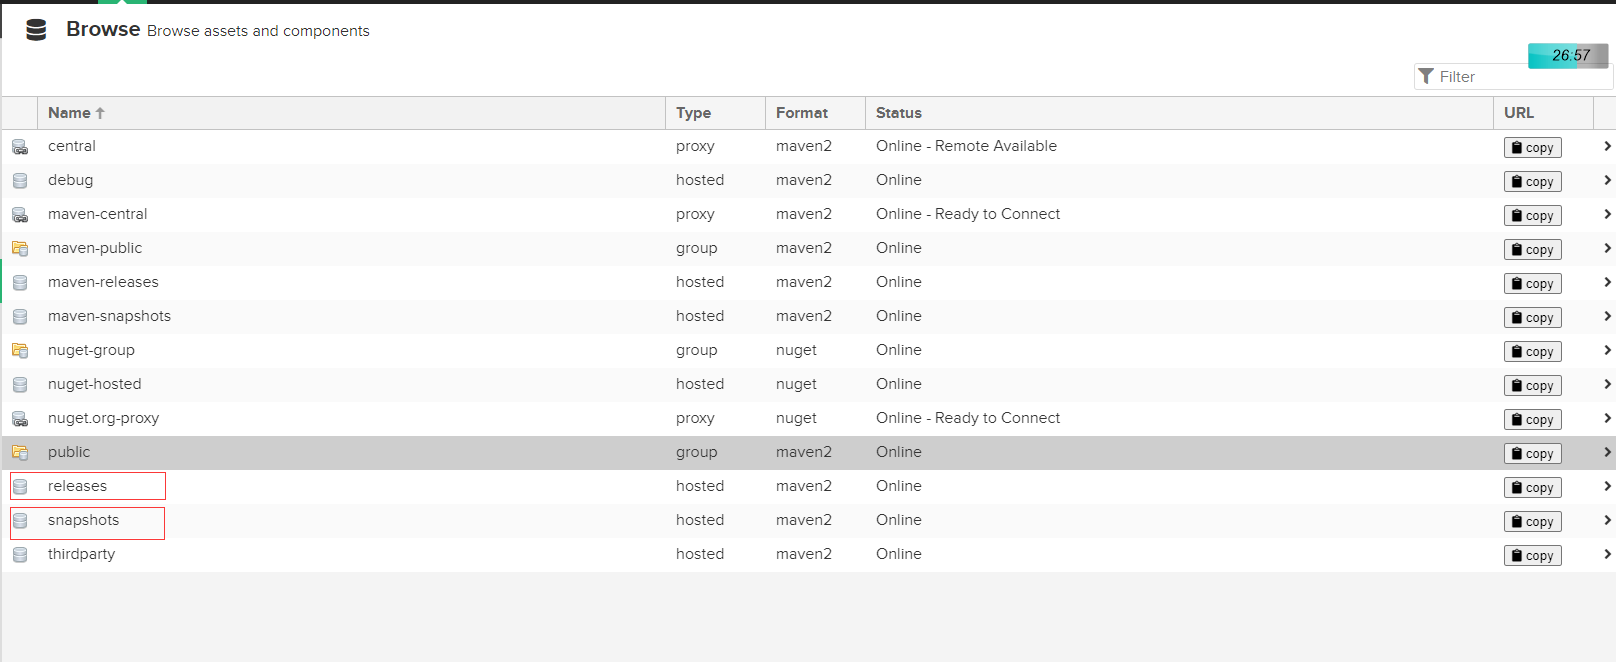 Browse Browse assets and components
26:57
Filter
Name Type Format Status URL
central proxy maven2 Online - Remote Available copy
debug hosted maven2 Online copy
maven-central proxy maven2 Online - Ready to Connect copy
maven-public group maven2 Online copy
maven-releases hosted maven2 Online copy
maven-snapshots hosted maven2 Online copy
nuget-group group nuget Online copy
nuget-hosted hosted nuget Online copy
nuget.org-proxy proxy nuget Online - Ready to Connect copy
public group maven2 Online copy
releases hosted maven2 Online copy
snapshots hosted maven2 Online copy
thirdparty hosted maven2 Online copy